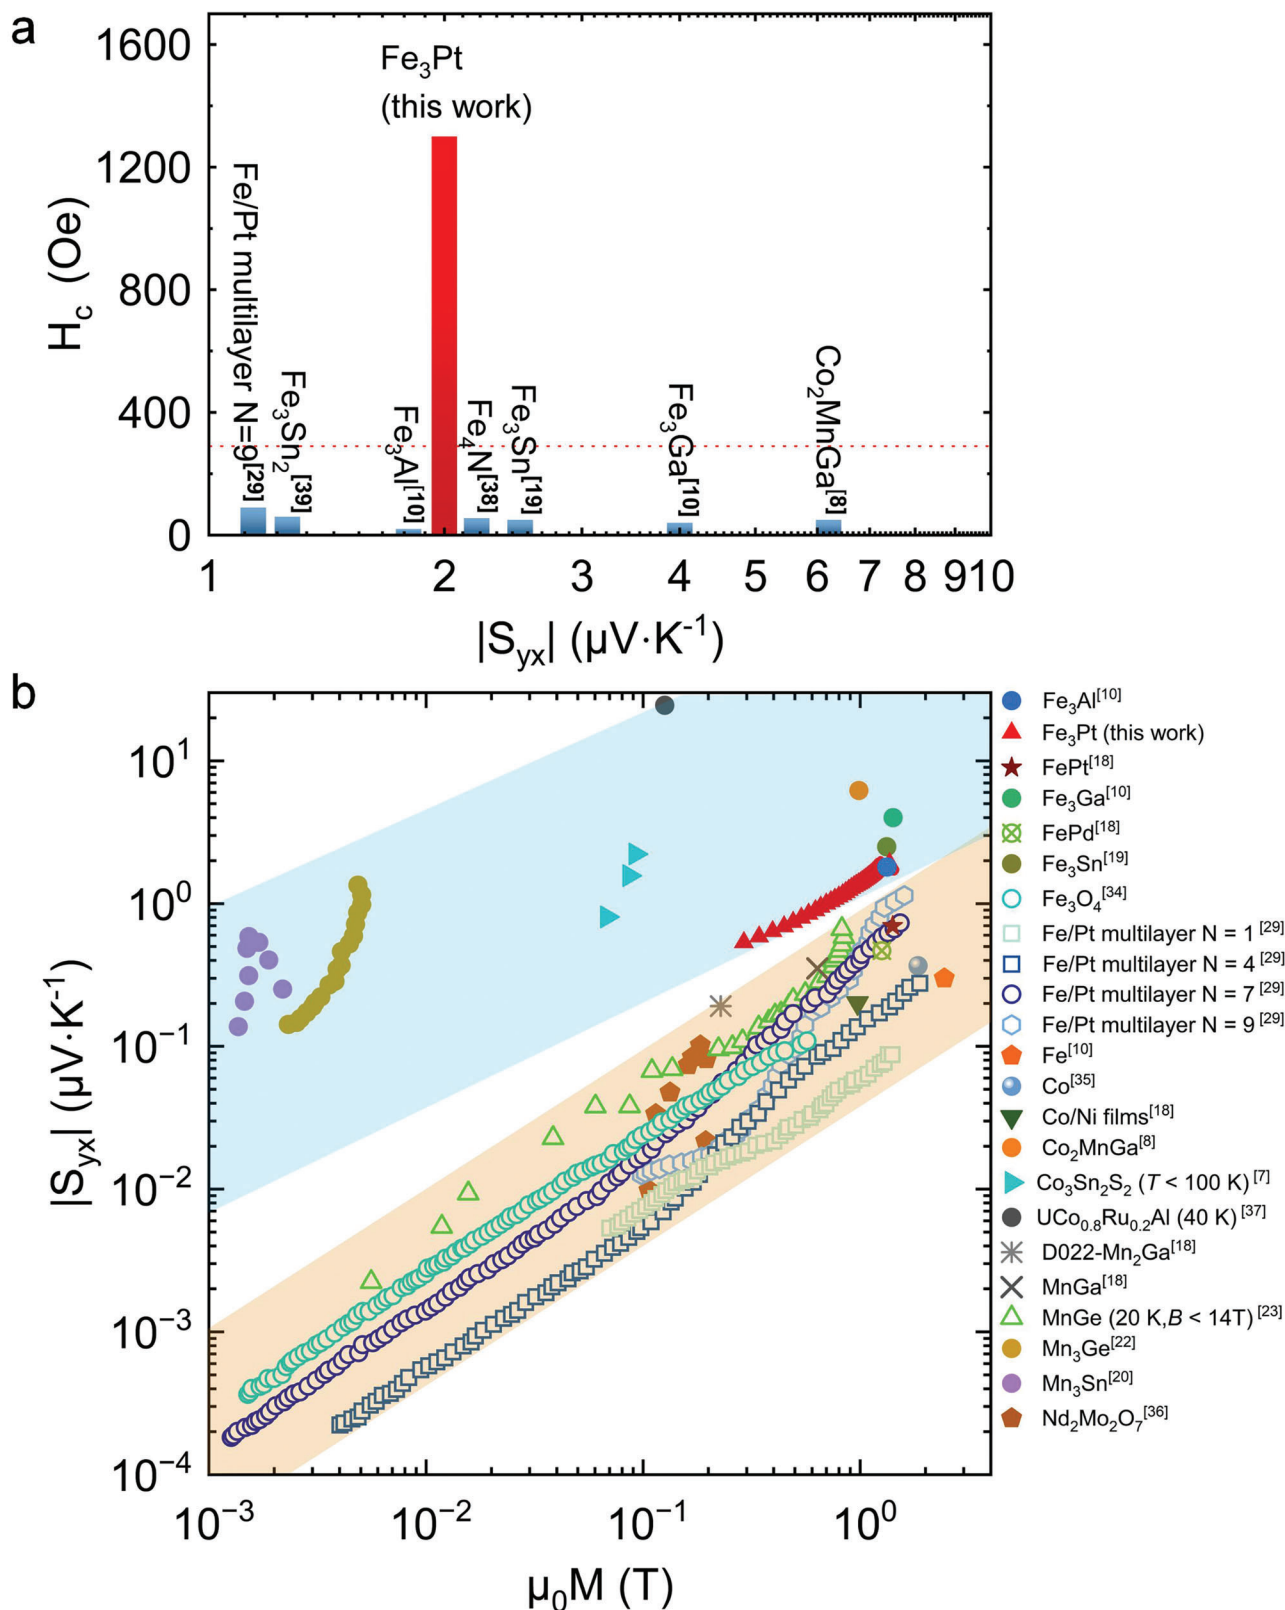 a
1600
1200
800
400
0
H_c (Oe)
Fe₃Pt
(this work)
Fe/Pt multilayer N=9[29]
Fe₃Sn₂[39]
Fe₃Al[10]
Fe₄N[38]
Fe₃Sn[19]
Fe₃Ga[10]
Co₂MnGa[8]
1 2 3 4 5 6 7 8 9 10
|S_yx| (µV·K⁻¹)
b
10¹
10⁰
10⁻¹
10⁻²
10⁻³
10⁻⁴
|S_yx| (µV·K⁻¹)
10⁻³ 10⁻² 10⁻¹ 10⁰
µ₀M (T)
Fe₃Al[10]
Fe₃Pt (this work)
FePt[18]
Fe₃Ga[10]
FePd[18]
Fe₃Sn[19]
Fe₃O₄[34]
Fe/Pt multilayer N = 1 [29]
Fe/Pt multilayer N = 4 [29]
Fe/Pt multilayer N = 7 [29]
Fe/Pt multilayer N = 9 [29]
Fe[10]
Co[35]
Co/Ni films[18]
Co₂MnGa[8]
Co₃Sn₂S₂ (T < 100 K)[7]
UCo₀.₈Ru₀.₂Al (40 K)[37]
D022-Mn₂Ga[18]
MnGa[18]
MnGe (20 K,B < 14T)[23]
Mn₃Ge[22]
Mn₃Sn[20]
Nd₂Mo₂O₇[36]